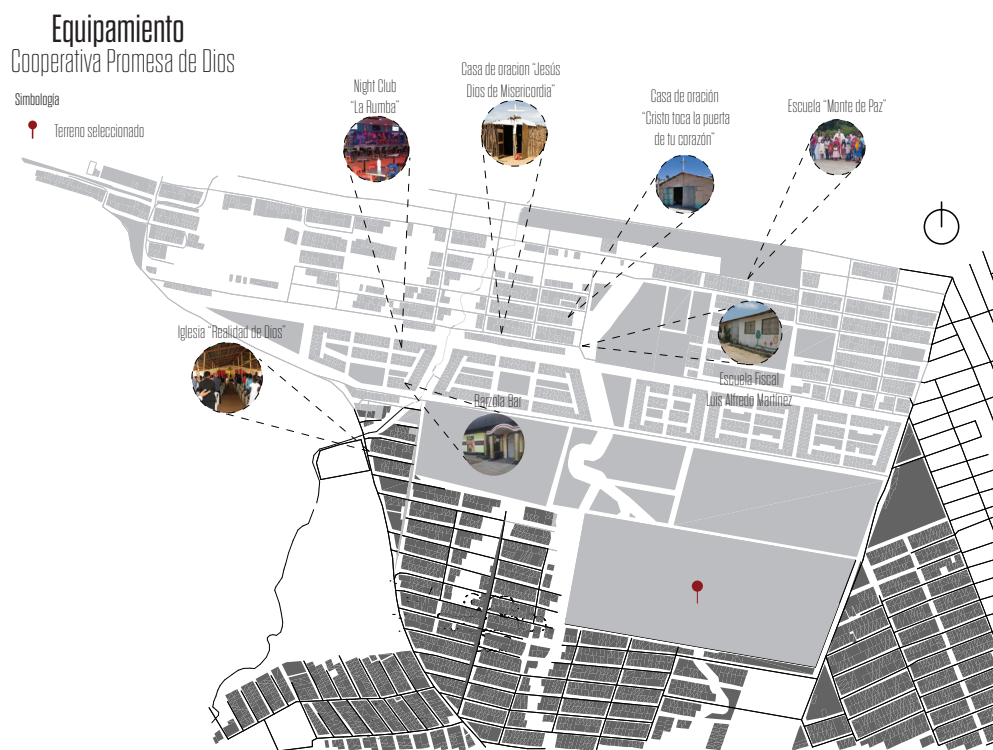 Equipamiento
Cooperativa Promesa de Dios
Simbología
Terreno seleccionado
Night Club
"La Rumba"
Casa de oracion "Jesús
Dios de Misericordia"
Casa de oración
"Cristo toca la puerta
de tu corazón"
Escuela "Monte de Paz"
Iglesia "Realidad de Dios"
Barzola Bar
Escuela Fiscal
Luis Alfredo Martínez